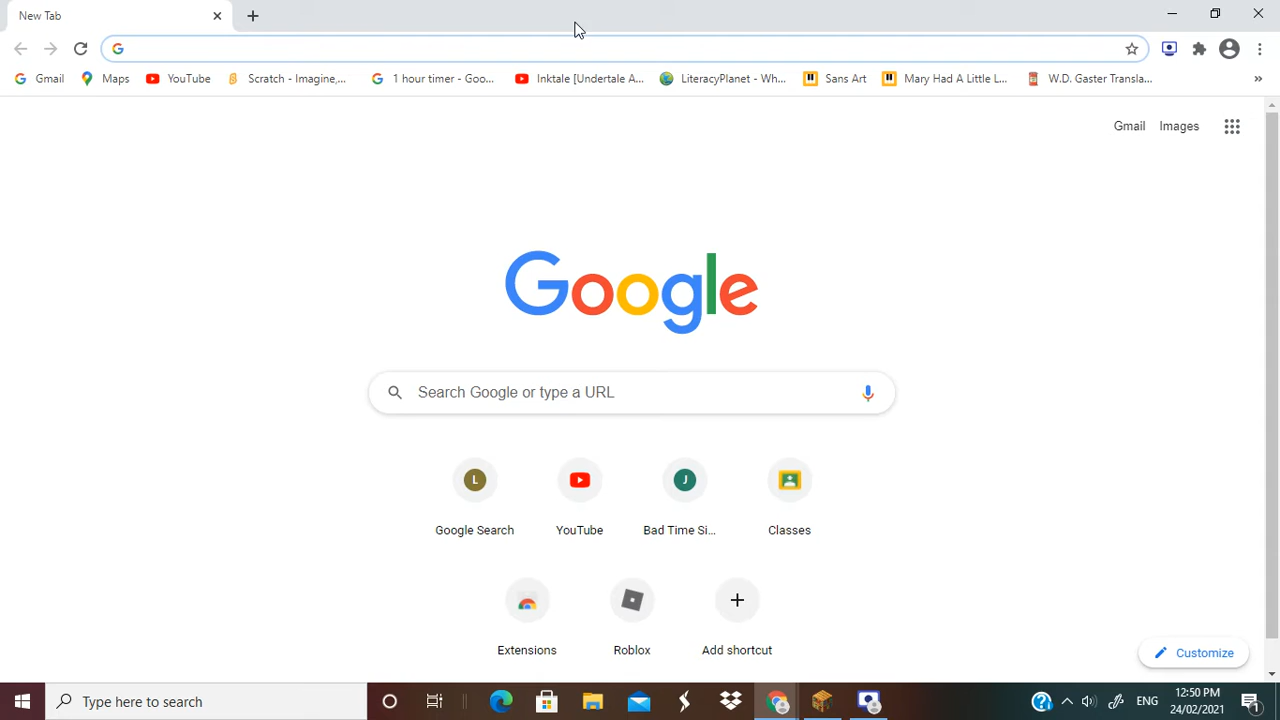 New Tab
Gmail Maps YouTube Scratch - Imagine,... 1 hour timer - Goo... Inktale [Undertale A... LiteracyPlanet - Wh... Sans Art Mary Had A Little L... W.D. Gaster Transla... »
Gmail Images
Google
Search Google or type a URL
L J
Google Search YouTube Bad Time Si... Classes
Extensions Roblox Add shortcut
Customize
Type here to search
ENG 12:50 PM
24/02/2021
1